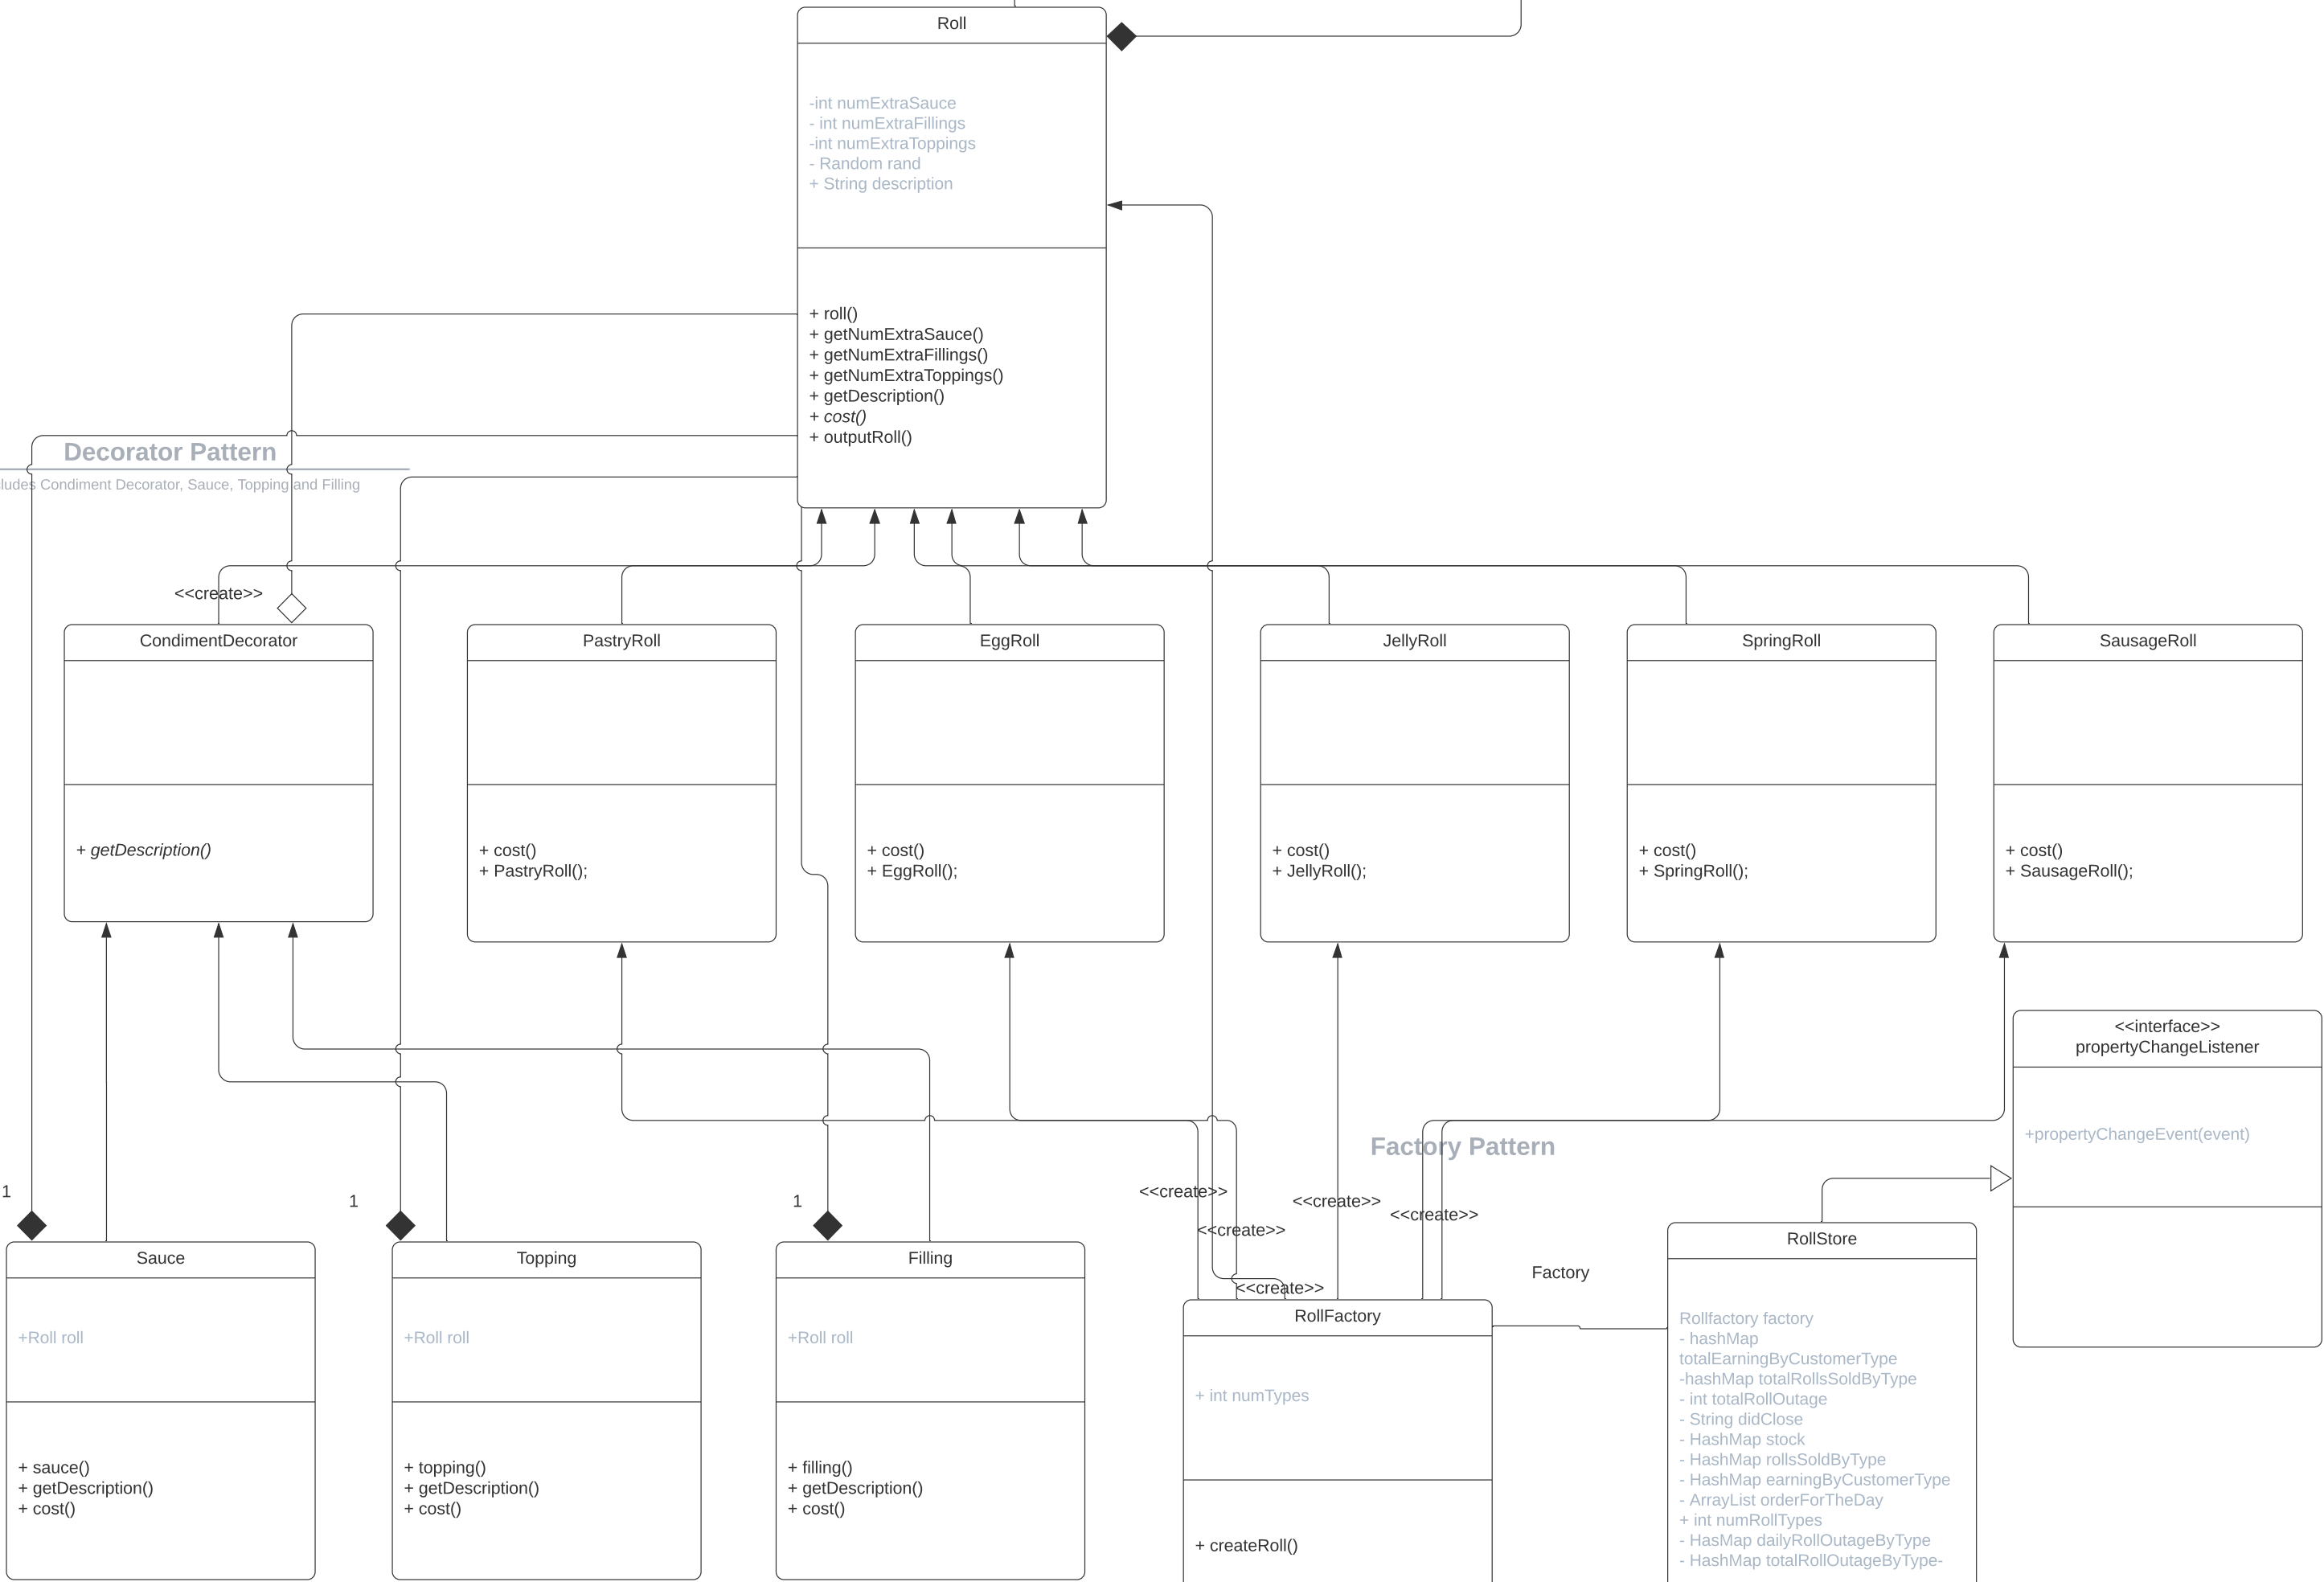 Roll
-int numExtraSauce
- int numExtraFillings
-int numExtraToppings
- Random rand
+ String description
+ roll()
+ getNumExtraSauce()
+ getNumExtraFillings()
+ getNumExtraToppings()
+ getDescription()
+ cost()
+ outputRoll()
Decorator Pattern
ludes Condiment Decorator, Sauce, Topping and Filling
<<create>>
CondimentDecorator
+ getDescription()
PastryRoll
+ cost()
+ PastryRoll();
EggRoll
+ cost()
+ EggRoll();
JellyRoll
+ cost()
+ JellyRoll();
SpringRoll
+ cost()
+ SpringRoll();
SausageRoll
+ cost()
+ SausageRoll();
<<interface>>
propertyChangeListener
+propertyChangeEvent(event)
Factory Pattern
1
1
1
<<create>>
<<create>>
<<create>>
<<create>>
<<create>>
Factory
Sauce
+Roll roll
+ sauce()
+ getDescription()
+ cost()
Topping
+Roll roll
+ topping()
+ getDescription()
+ cost()
Filling
+Roll roll
+ filling()
+ getDescription()
+ cost()
RollFactory
+ int numTypes
+ createRoll()
RollStore
Rollfactory factory
- hashMap
totalEarningByCustomerType
-hashMap totalRollsSoldByType
- int totalRollOutage
- String didClose
- HashMap stock
- HashMap rollsSoldByType
- HashMap earningByCustomerType
- ArrayList orderForTheDay
+ int numRollTypes
- HasMap dailyRollOutageByType
- HashMap totalRollOutageByType-